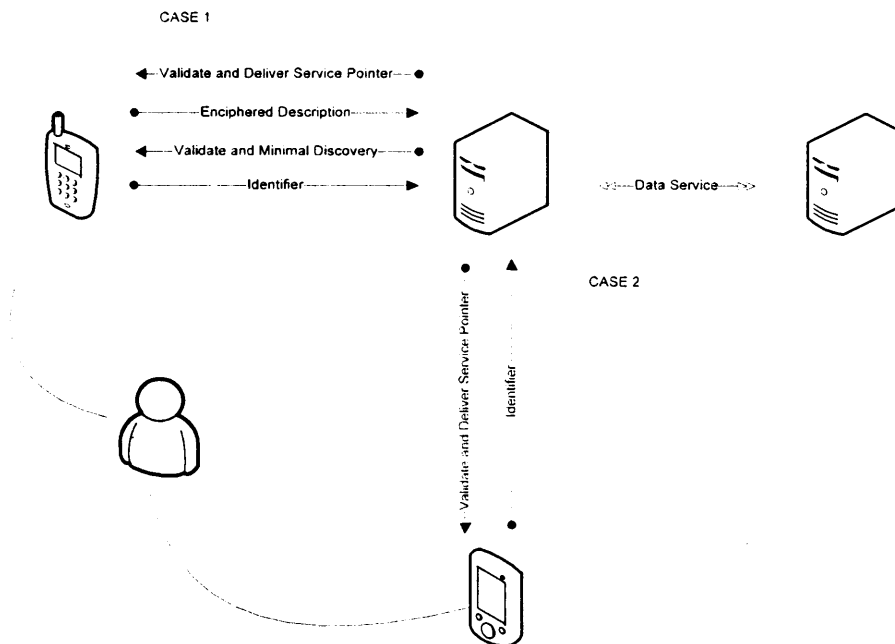 CASE 1
Validate and Deliver Service Pointer
Enciphered Description
Validate and Minimal Discovery
Identifier
Data Service
CASE 2
Validate and Deliver Service Pointer
Identifier